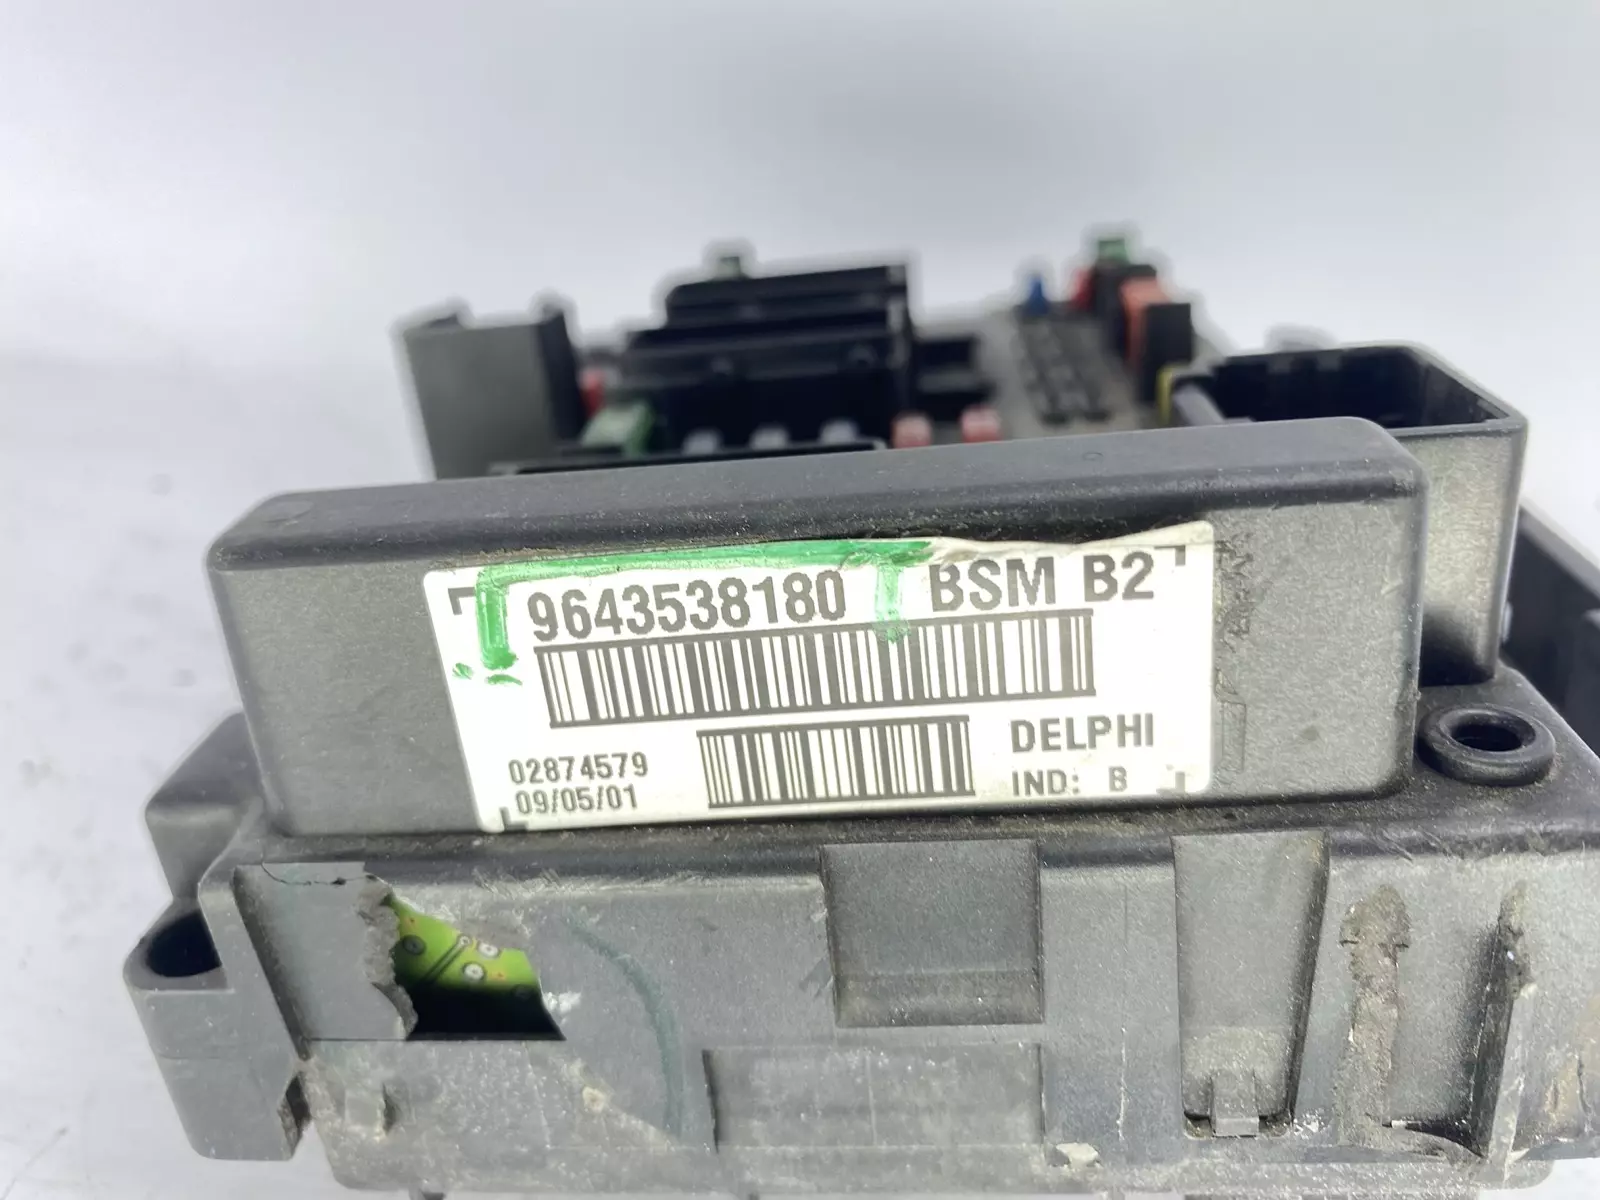 9643538180 BSM B2
DELPHI
02874579
09/05/01
IND: B